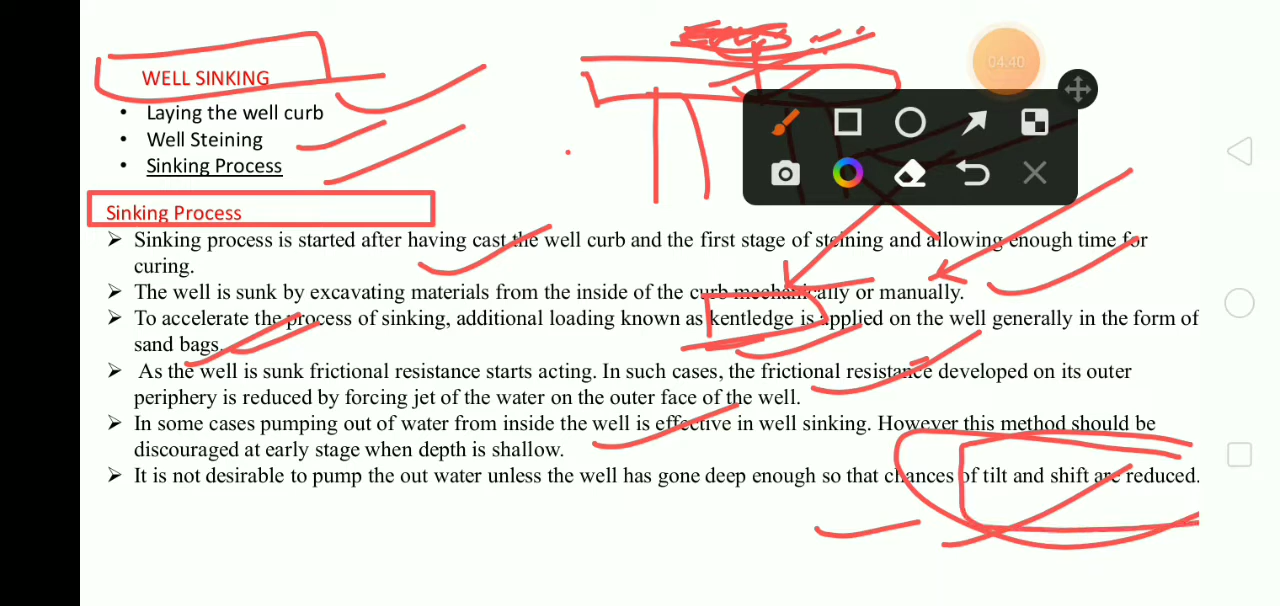 04:40
WELL SINKING
• Laying the well curb
• Well Steining
• Sinking Process
Sinking Process
➢ Sinking process is started after having cast the well curb and the first stage of steining and allowing enough time for
curing.
➢ The well is sunk by excavating materials from the inside of the curb mechanically or manually.
➢ To accelerate the process of sinking, additional loading known as kentledge is applied on the well generally in the form of
sand bags.
➢ As the well is sunk frictional resistance starts acting. In such cases, the frictional resistance developed on its outer
periphery is reduced by forcing jet of the water on the outer face of the well.
➢ In some cases pumping out of water from inside the well is effective in well sinking. However this method should be
discouraged at early stage when depth is shallow.
➢ It is not desirable to pump the out water unless the well has gone deep enough so that chances of tilt and shift are reduced.